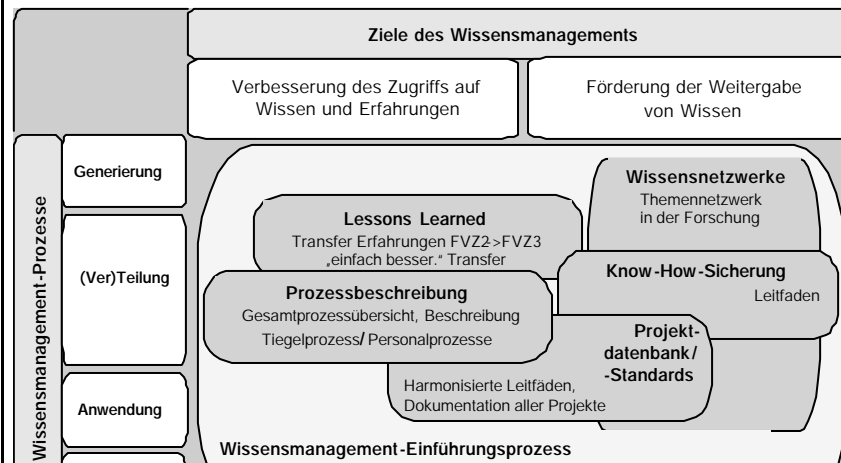 Ziele des Wissensmanagements
Verbesserung des Zugriffs auf
Wissen und Erfahrungen
Förderung der Weitergabe
von Wissen
Wissensmanagement-Prozesse
Generierung
(Ver)Teilung
Anwendung
Wissensnetzwerke
Themennetzwerk
in der Forschung
Lessons Learned
Transfer Erfahrungen FVZ2->FVZ3
„einfach besser.“ Transfer
Know-How-Sicherung
Leitfaden
Prozessbeschreibung
Gesamtprozessübersicht, Beschreibung
Tiegelprozess/Personalprozesse
Projekt-
datenbank/
-Standards
Harmonisierte Leitfäden,
Dokumentation aller Projekte
Wissensmanagement-Einführungsprozess